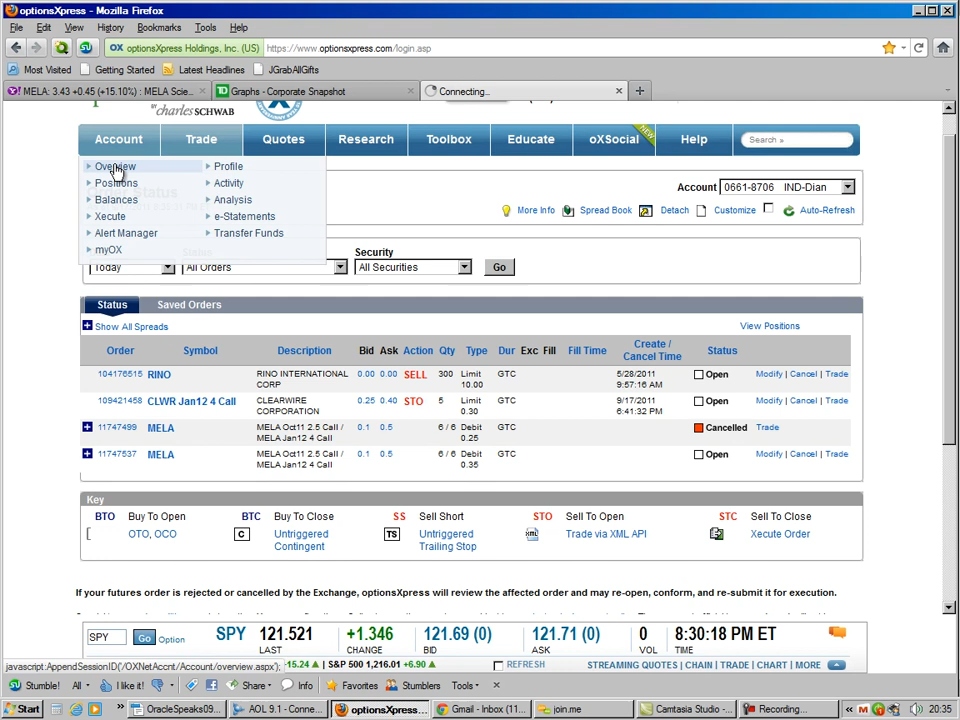 optionsXpress - Mozilla Firefox
File Edit View History Bookmarks Tools Help
OX optionsXpress Holdings, Inc. (US) https://www.optionsxpress.com/login.asp
Most Visited Getting Started Latest Headlines JGrabAllGifts
MELA: 3.43 +0.45 (+15.10%) : MELA Scie... Graphs - Corporate Snapshot Connecting...
BY charles SCHWAB
Account Trade Quotes Research Toolbox Educate oXSocial NEW Help Search »
Overview Profile
Positions Activity
Balances Analysis
Xecute e-Statements
Alert Manager Transfer Funds
myOX
Order Status
Account 0661-8706 IND-Dian
More Info Spread Book Detach Customize Auto-Refresh
Security
Today All Orders All Securities Go
Status Saved Orders
Show All Spreads View Positions
Order Symbol Description Bid Ask Action Qty Type Dur Exc Fill Fill Time Create / Cancel Time Status
104176515 RINO RINO INTERNATIONAL CORP 0.00 0.00 SELL 300 Limit 10.00 GTC 5/28/2011 9:57:16 AM Open Modify | Cancel | Trade
109421458 CLWR Jan12 4 Call CLEARWIRE CORPORATION 0.25 0.40 STO 5 Limit 0.30 GTC 9/17/2011 6:41:32 PM Open Modify | Cancel | Trade
11747499 MELA MELA Oct11 2.5 Call / MELA Jan12 4 Call 0.1 0.5 6 / 6 Debit 0.25 GTC Cancelled Trade
11747537 MELA MELA Oct11 2.5 Call / MELA Jan12 4 Call 0.1 0.5 6 / 6 Debit 0.35 GTC Open Modify | Cancel | Trade
Key
BTO Buy To Open BTC Buy To Close SS Sell Short STO Sell To Open STC Sell To Close
OTO, OCO C Untriggered Contingent TS Untriggered Trailing Stop xml Trade via XML API Xecute Order
If your futures order is rejected or cancelled by the Exchange, optionsXpress will review the affected order and may re-open, conform, and re-submit it for execution.
SPY Go Option SPY 121.521 +1.346 121.69 (0) 121.71 (0) 0 8:30:18 PM ET
LAST CHANGE BID ASK VOL TIME
javascript:AppendSessionID('/OXNetAccnt/Account/overview.aspx'); -15.24 | S&P 500 1,216.01 +6.90 REFRESH STREAMING QUOTES | CHAIN | TRADE | CHART | MORE
Stumble! All I like it! Share Info Favorites Stumblers Tools
Start OracleSpeaks09... AOL 9.1 - Conne... optionsXpress... Gmail - Inbox (11... join.me Camtasia Studio -... Recording... 20:35